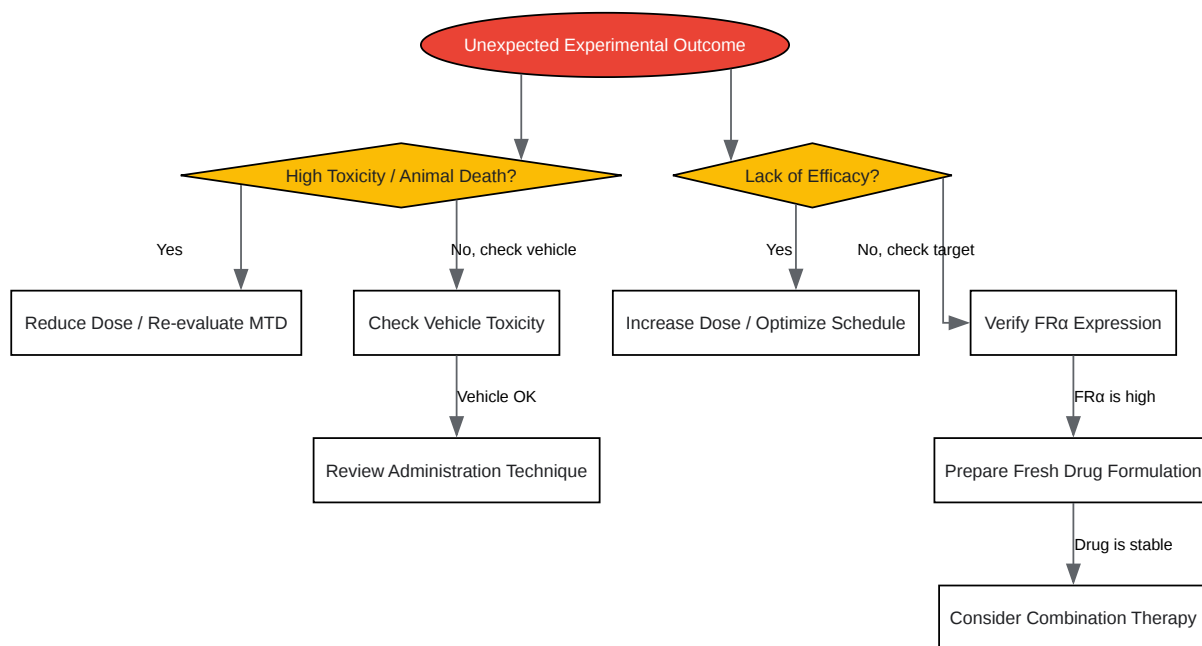 Unexpected Experimental Outcome
High Toxicity / Animal Death?
Lack of Efficacy?
Yes
No, check vehicle
Yes
No, check target
Reduce Dose / Re-evaluate MTD
Check Vehicle Toxicity
Increase Dose / Optimize Schedule
Verify FRα Expression
Vehicle OK
FRα is high
Review Administration Technique
Prepare Fresh Drug Formulation
Drug is stable
Consider Combination Therapy